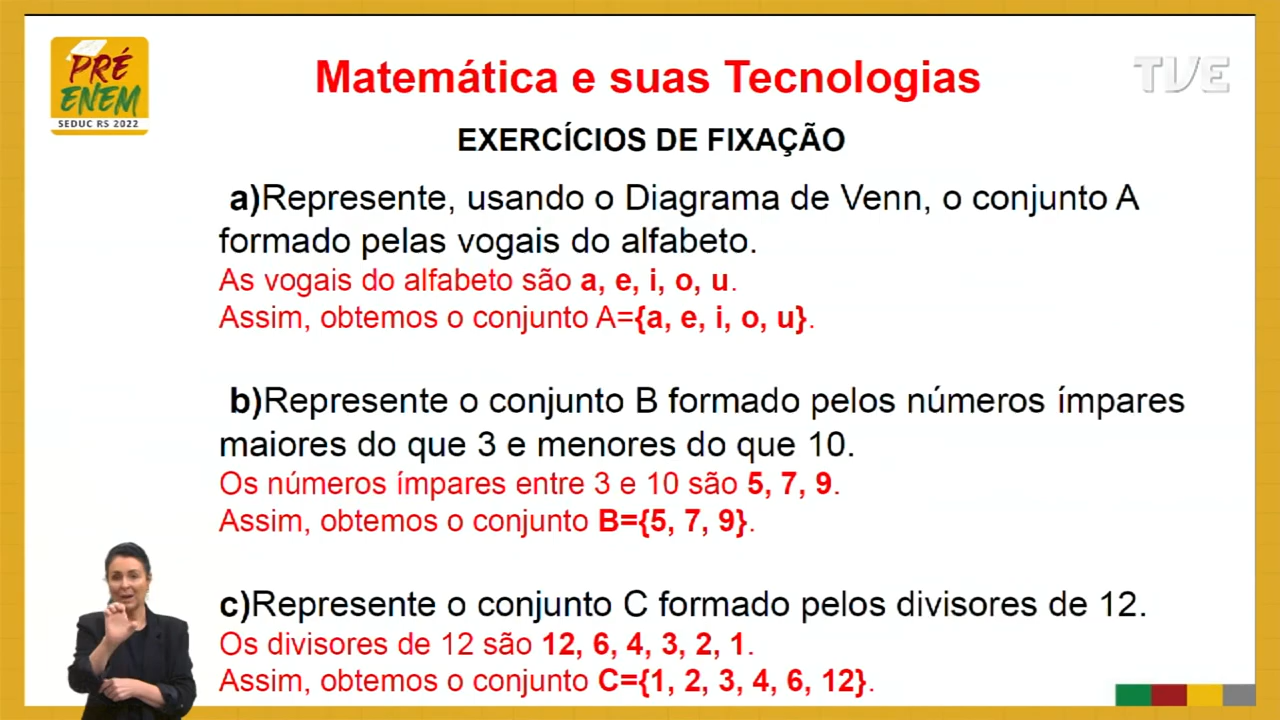 PRÉ
ENEM
SEDUC RS 2022
Matemática e suas Tecnologias
TVE
EXERCÍCIOS DE FIXAÇÃO
a)Represente, usando o Diagrama de Venn, o conjunto A
formado pelas vogais do alfabeto.
As vogais do alfabeto são a, e, i, o, u.
Assim, obtemos o conjunto A={a, e, i, o, u}.
b)Represente o conjunto B formado pelos números ímpares
maiores do que 3 e menores do que 10.
Os números ímpares entre 3 e 10 são 5, 7, 9.
Assim, obtemos o conjunto B={5, 7, 9}.
c)Represente o conjunto C formado pelos divisores de 12.
Os divisores de 12 são 12, 6, 4, 3, 2, 1.
Assim, obtemos o conjunto C={1, 2, 3, 4, 6, 12}.